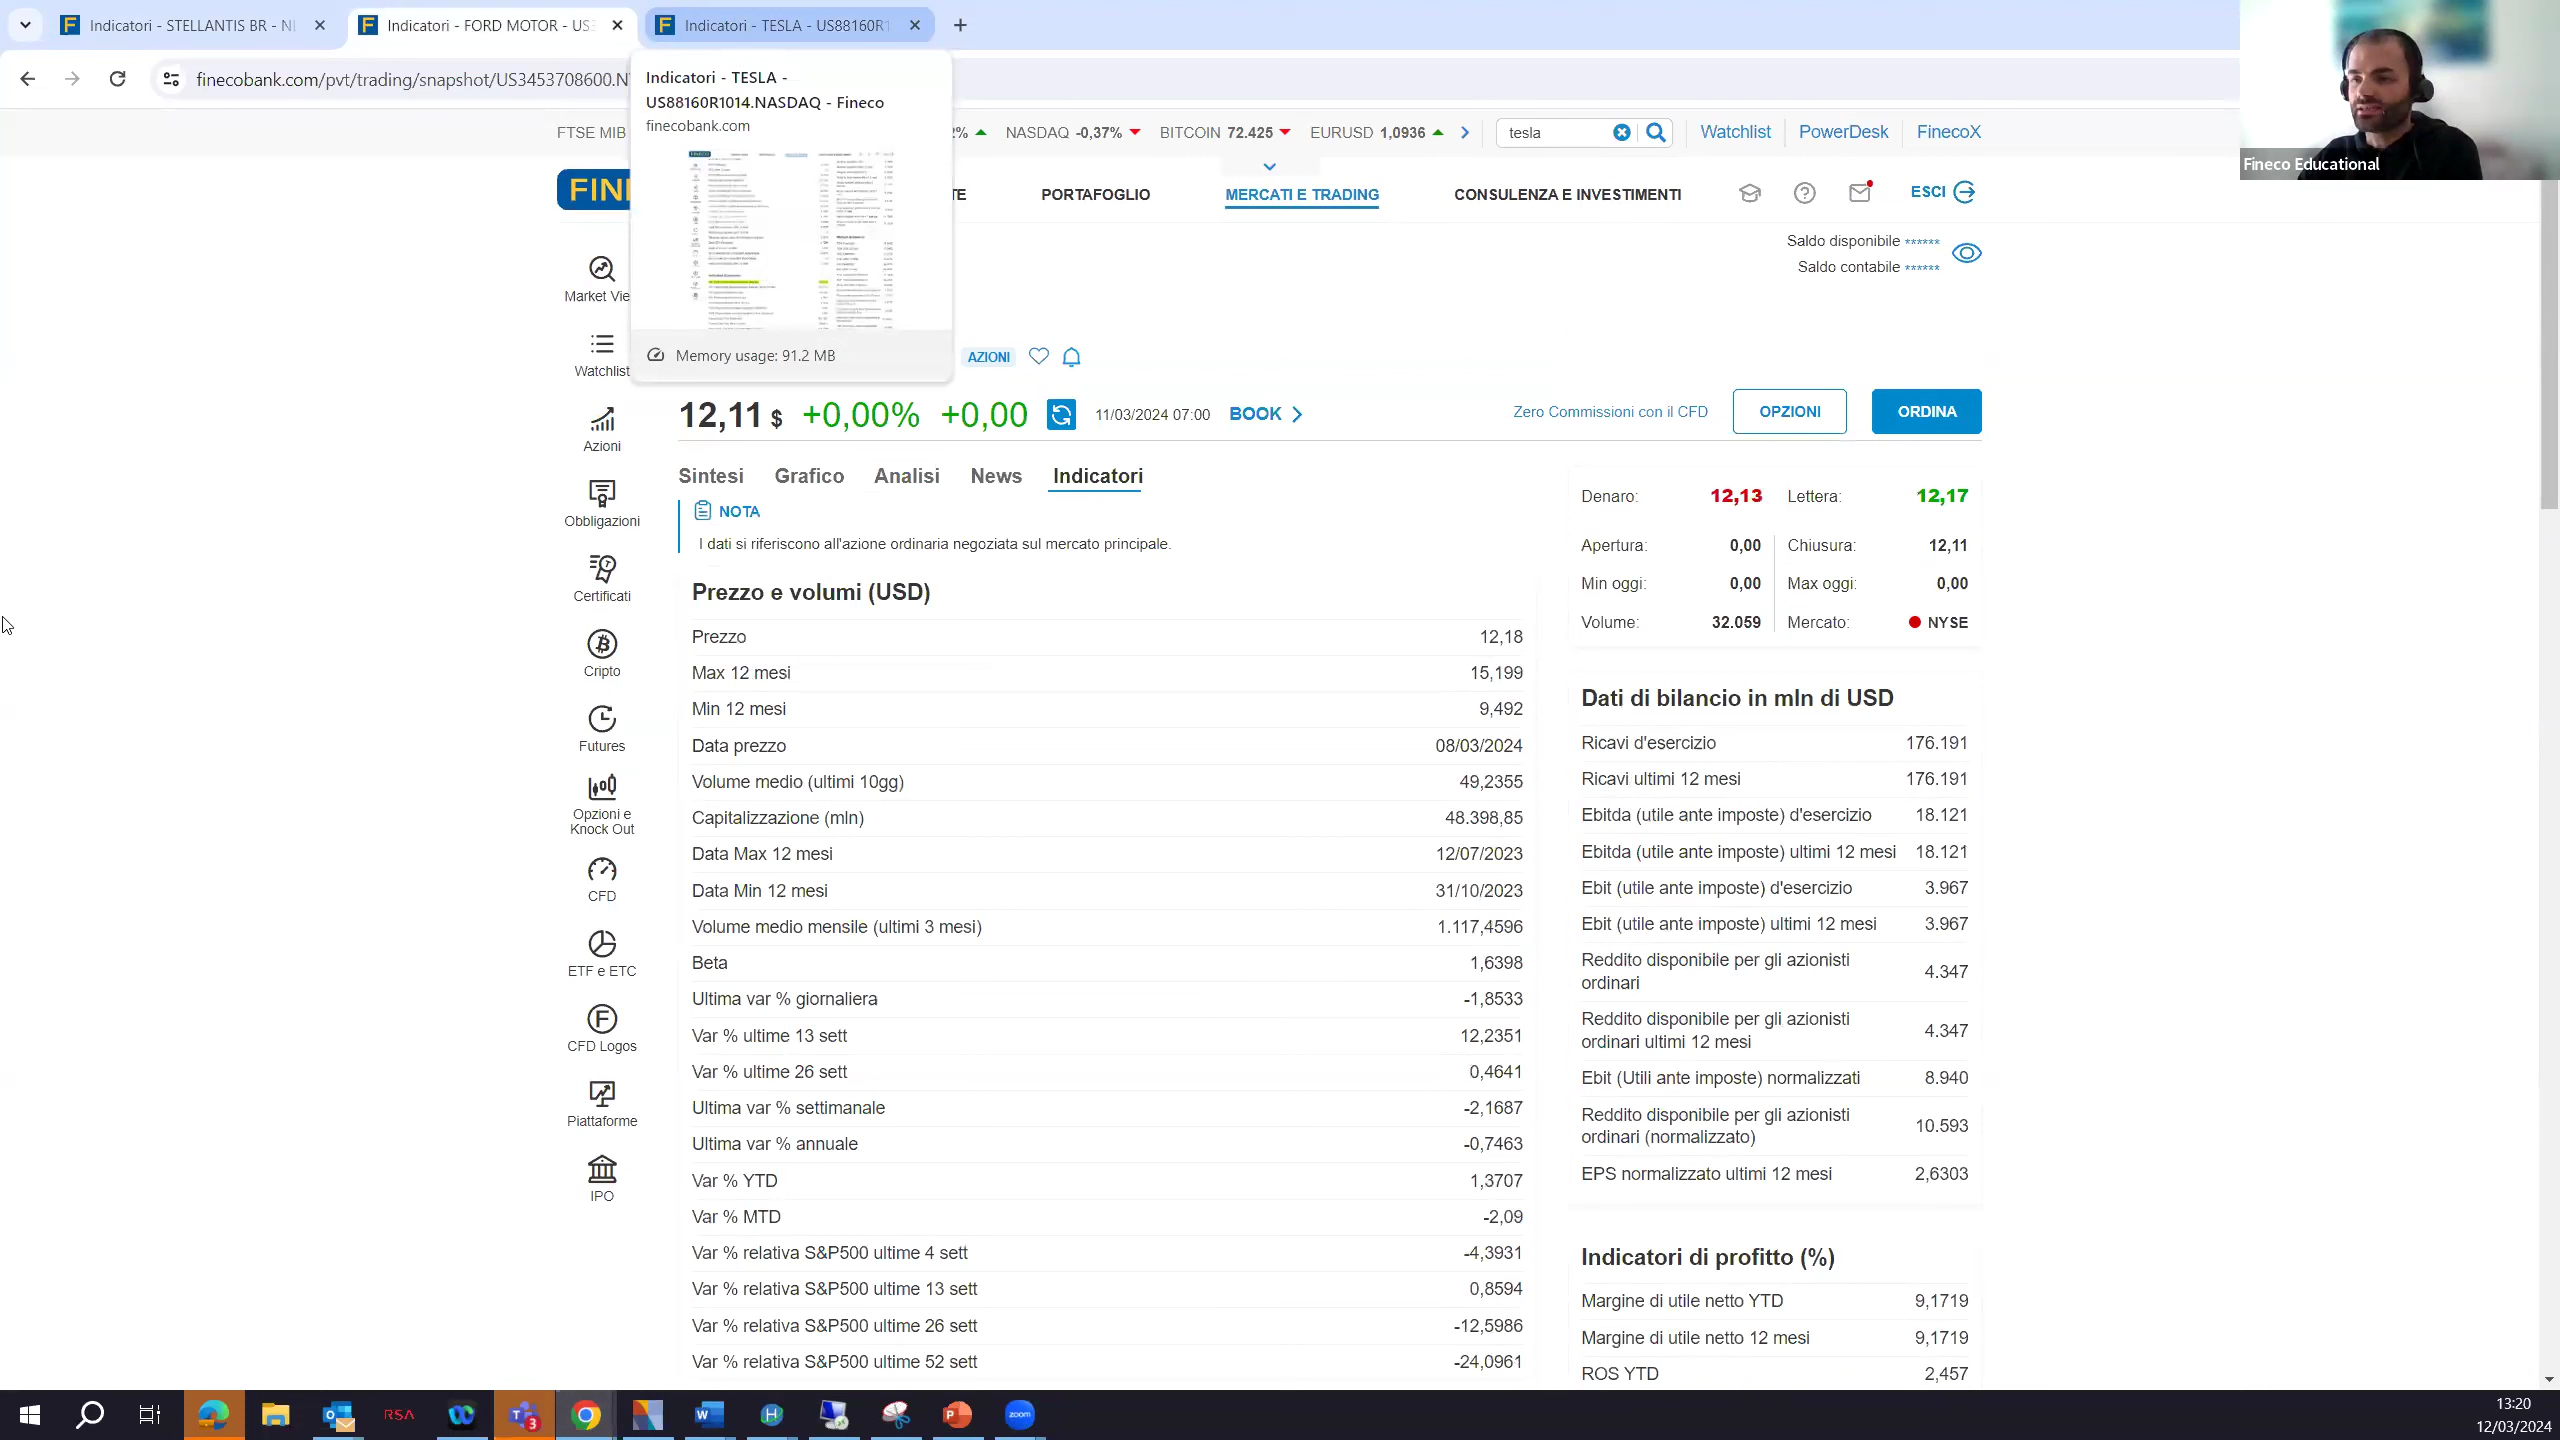 Indicatori - STELLANTIS BR - NL
Indicatori - FORD MOTOR - US3
Indicatori - TESLA - US88160R1
finecobank.com/pvt/trading/snapshot/US3453708600.N
Indicatori - TESLA -
US88160R1014.NASDAQ - Fineco
finecobank.com
Memory usage: 91.2 MB
Fineco Educational
FTSE MIB
% NASDAQ -0,37% BITCOIN 72.425 EURUSD 1,0936
tesla
Watchlist PowerDesk FinecoX
FIN
TE PORTAFOGLIO MERCATI E TRADING CONSULENZA E INVESTIMENTI ESCI
Saldo disponibile ******
Saldo contabile ******
Market Vie
Watchlist
Azioni
Obbligazioni
Certificati
Cripto
Futures
Opzioni e
Knock Out
CFD
ETF e ETC
CFD Logos
Piattaforme
IPO
AZIONI
12,11 $ +0,00% +0,00 11/03/2024 07:00 BOOK
Zero Commissioni con il CFD OPZIONI ORDINA
Sintesi Grafico Analisi News Indicatori
NOTA
I dati si riferiscono all'azione ordinaria negoziata sul mercato principale.
Prezzo e volumi (USD)
Prezzo 12,18
Max 12 mesi 15,199
Min 12 mesi 9,492
Data prezzo 08/03/2024
Volume medio (ultimi 10gg) 49,2355
Capitalizzazione (mln) 48.398,85
Data Max 12 mesi 12/07/2023
Data Min 12 mesi 31/10/2023
Volume medio mensile (ultimi 3 mesi) 1.117,4596
Beta 1,6398
Ultima var % giornaliera -1,8533
Var % ultime 13 sett 12,2351
Var % ultime 26 sett 0,4641
Ultima var % settimanale -2,1687
Ultima var % annuale -0,7463
Var % YTD 1,3707
Var % MTD -2,09
Var % relativa S&P500 ultime 4 sett -4,3931
Var % relativa S&P500 ultime 13 sett 0,8594
Var % relativa S&P500 ultime 26 sett -12,5986
Var % relativa S&P500 ultime 52 sett -24,0961
Denaro: 12,13 Lettera: 12,17
Apertura: 0,00 Chiusura: 12,11
Min oggi: 0,00 Max oggi: 0,00
Volume: 32.059 Mercato: NYSE
Dati di bilancio in mln di USD
Ricavi d'esercizio 176.191
Ricavi ultimi 12 mesi 176.191
Ebitda (utile ante imposte) d'esercizio 18.121
Ebitda (utile ante imposte) ultimi 12 mesi 18.121
Ebit (utile ante imposte) d'esercizio 3.967
Ebit (utile ante imposte) ultimi 12 mesi 3.967
Reddito disponibile per gli azionisti
ordinari 4.347
Reddito disponibile per gli azionisti
ordinari ultimi 12 mesi 4.347
Ebit (Utili ante imposte) normalizzati 8.940
Reddito disponibile per gli azionisti
ordinari (normalizzato) 10.593
EPS normalizzato ultimi 12 mesi 2,6303
Indicatori di profitto (%)
Margine di utile netto YTD 9,1719
Margine di utile netto 12 mesi 9,1719
ROS YTD 2,457
RSA
zoom
13:20
12/03/2024